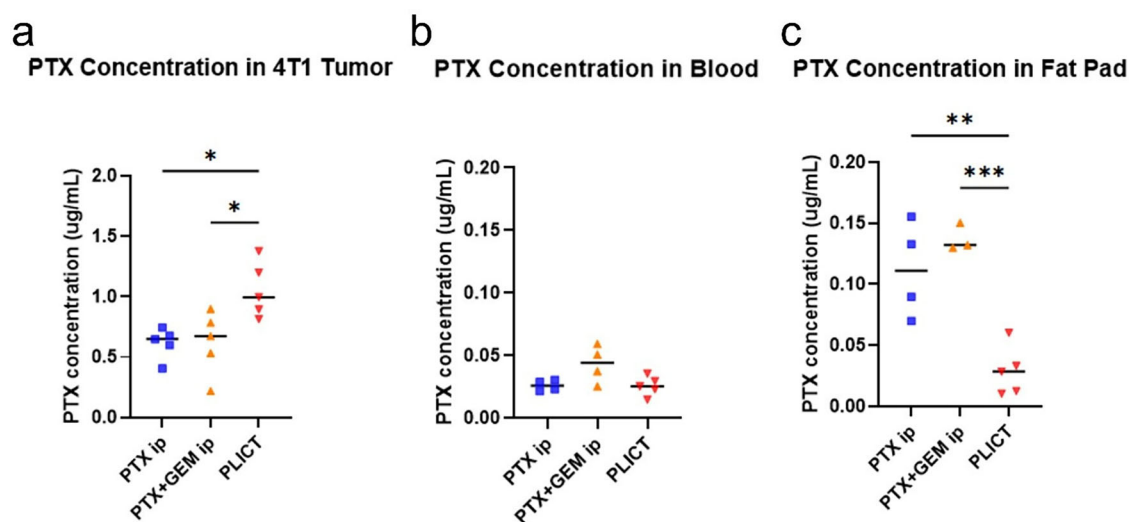 a
PTX Concentration in 4T1 Tumor
PTX concentration (ug/mL)
2.0
1.5
1.0
0.5
0.0
*
*
PTX ip
PTX+GEM ip
PLICT
b
PTX Concentration in Blood
PTX concentration (ug/mL)
0.20
0.15
0.10
0.05
0.00
PTX ip
PTX+GEM ip
PLICT
c
PTX Concentration in Fat Pad
PTX concentration (ug/mL)
0.20
0.15
0.10
0.05
0.00
**
***
PTX ip
PTX+GEM ip
PLICT